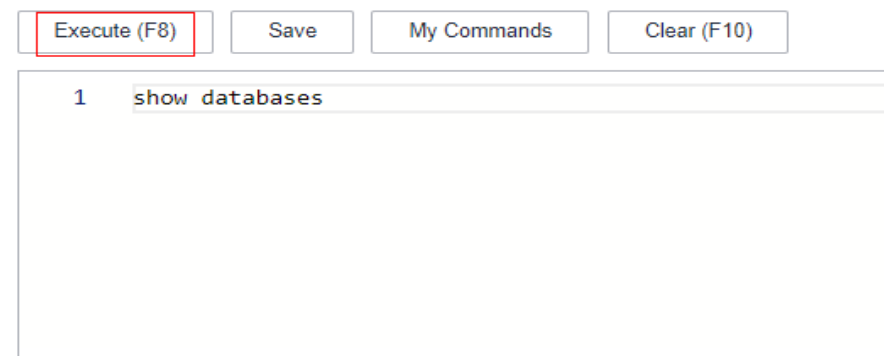 Execute (F8) Save My Commands Clear (F10)
1 show databases